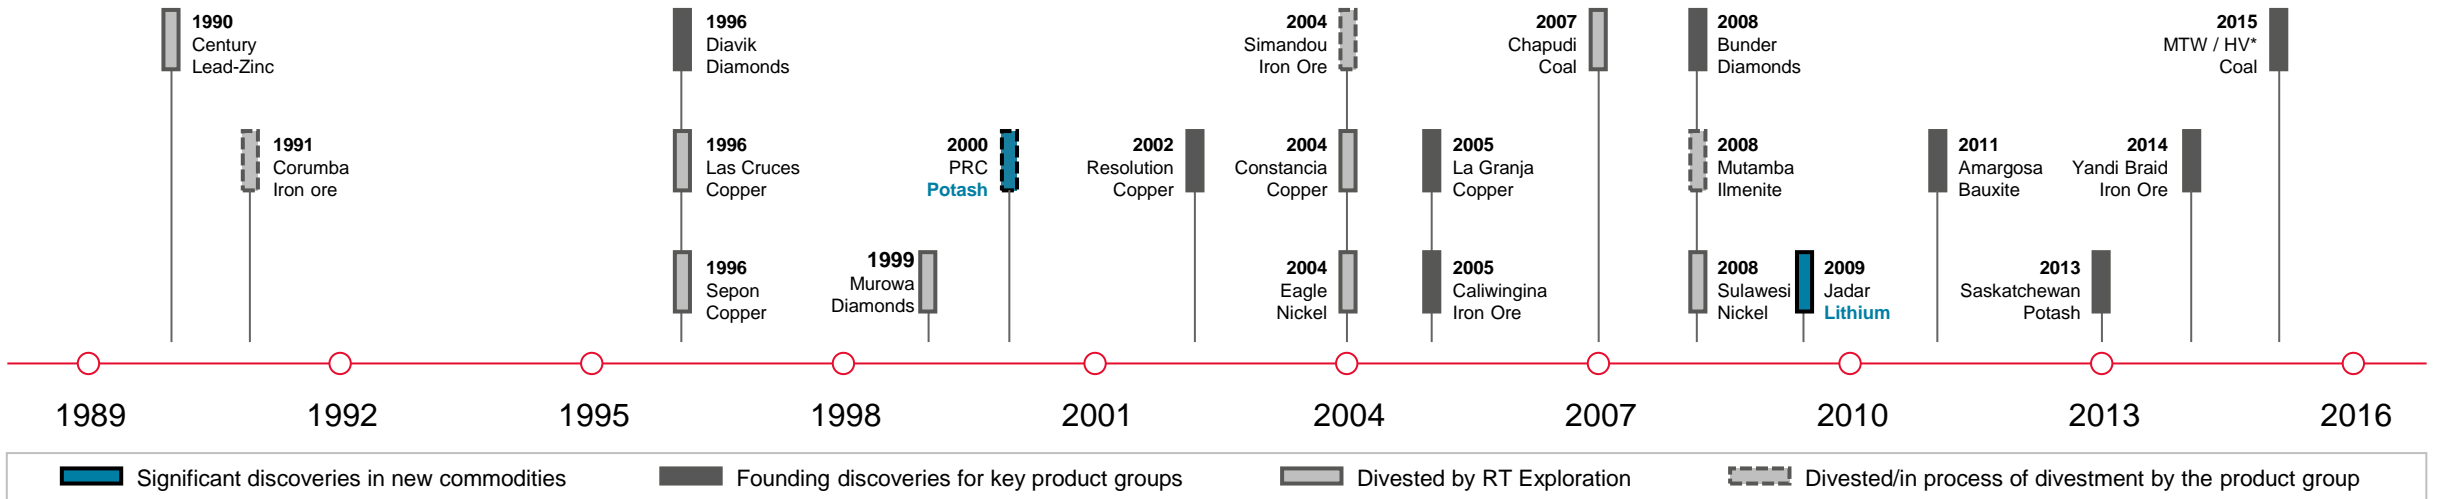 1990
Century
Lead-Zinc
1996
Diavik
Diamonds
2004
Simandou
Iron Ore
2007
Chapudi
Coal
2008
Bunder
Diamonds
2015
MTW / HV*
Coal
1991
Corumba
Iron ore
1996
Las Cruces
Copper
2000
PRC
Potash
2002
Resolution
Copper
2004
Constancia
Copper
2005
La Granja
Copper
2008
Mutamba
Ilmenite
2011
Amargosa
Bauxite
2014
Yandi Braid
Iron Ore
1996
Sepon
Copper
1999
Murowa
Diamonds
2004
Eagle
Nickel
2005
Caliwingina
Iron Ore
2008
Sulawesi
Nickel
2009
Jadar
Lithium
2013
Saskatchewan
Potash
1989
1992
1995
1998
2001
2004
2007
2010
2013
2016
Significant discoveries in new commodities
Founding discoveries for key product groups
Divested by RT Exploration
Divested/in process of divestment by the product group